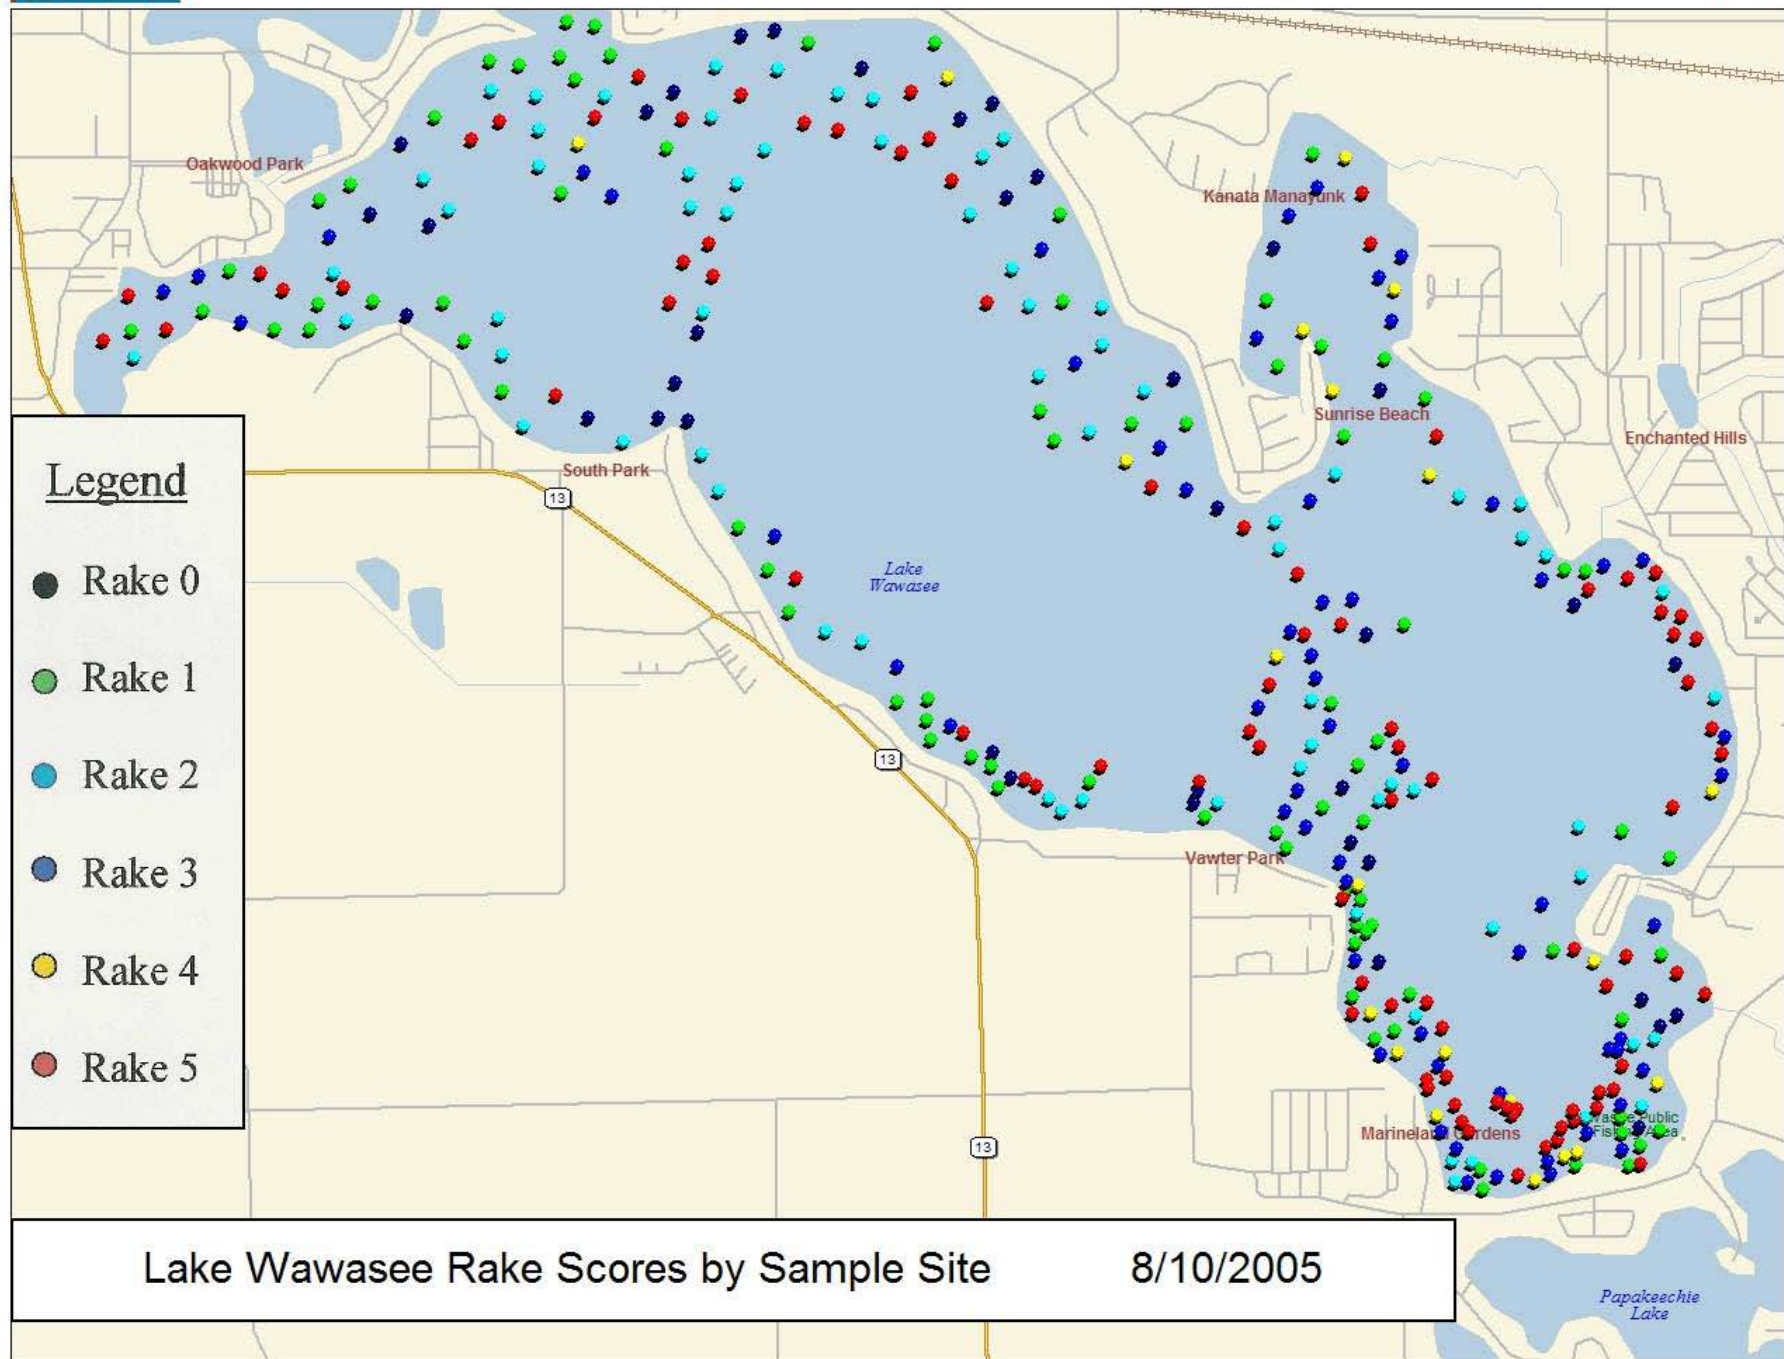 Oakwood Park
Kanata Manayunk
Sunrise Beach
Enchanted Hills
South Park
13
Lake
Wawasee
13
Vawter Park
13
Marineland Gardens
Public
Legend
Rake 0
Rake 1
Rake 2
Rake 3
Rake 4
Rake 5
Lake Wawasee Rake Scores by Sample Site 8/10/2005
Papakeechie
Lake